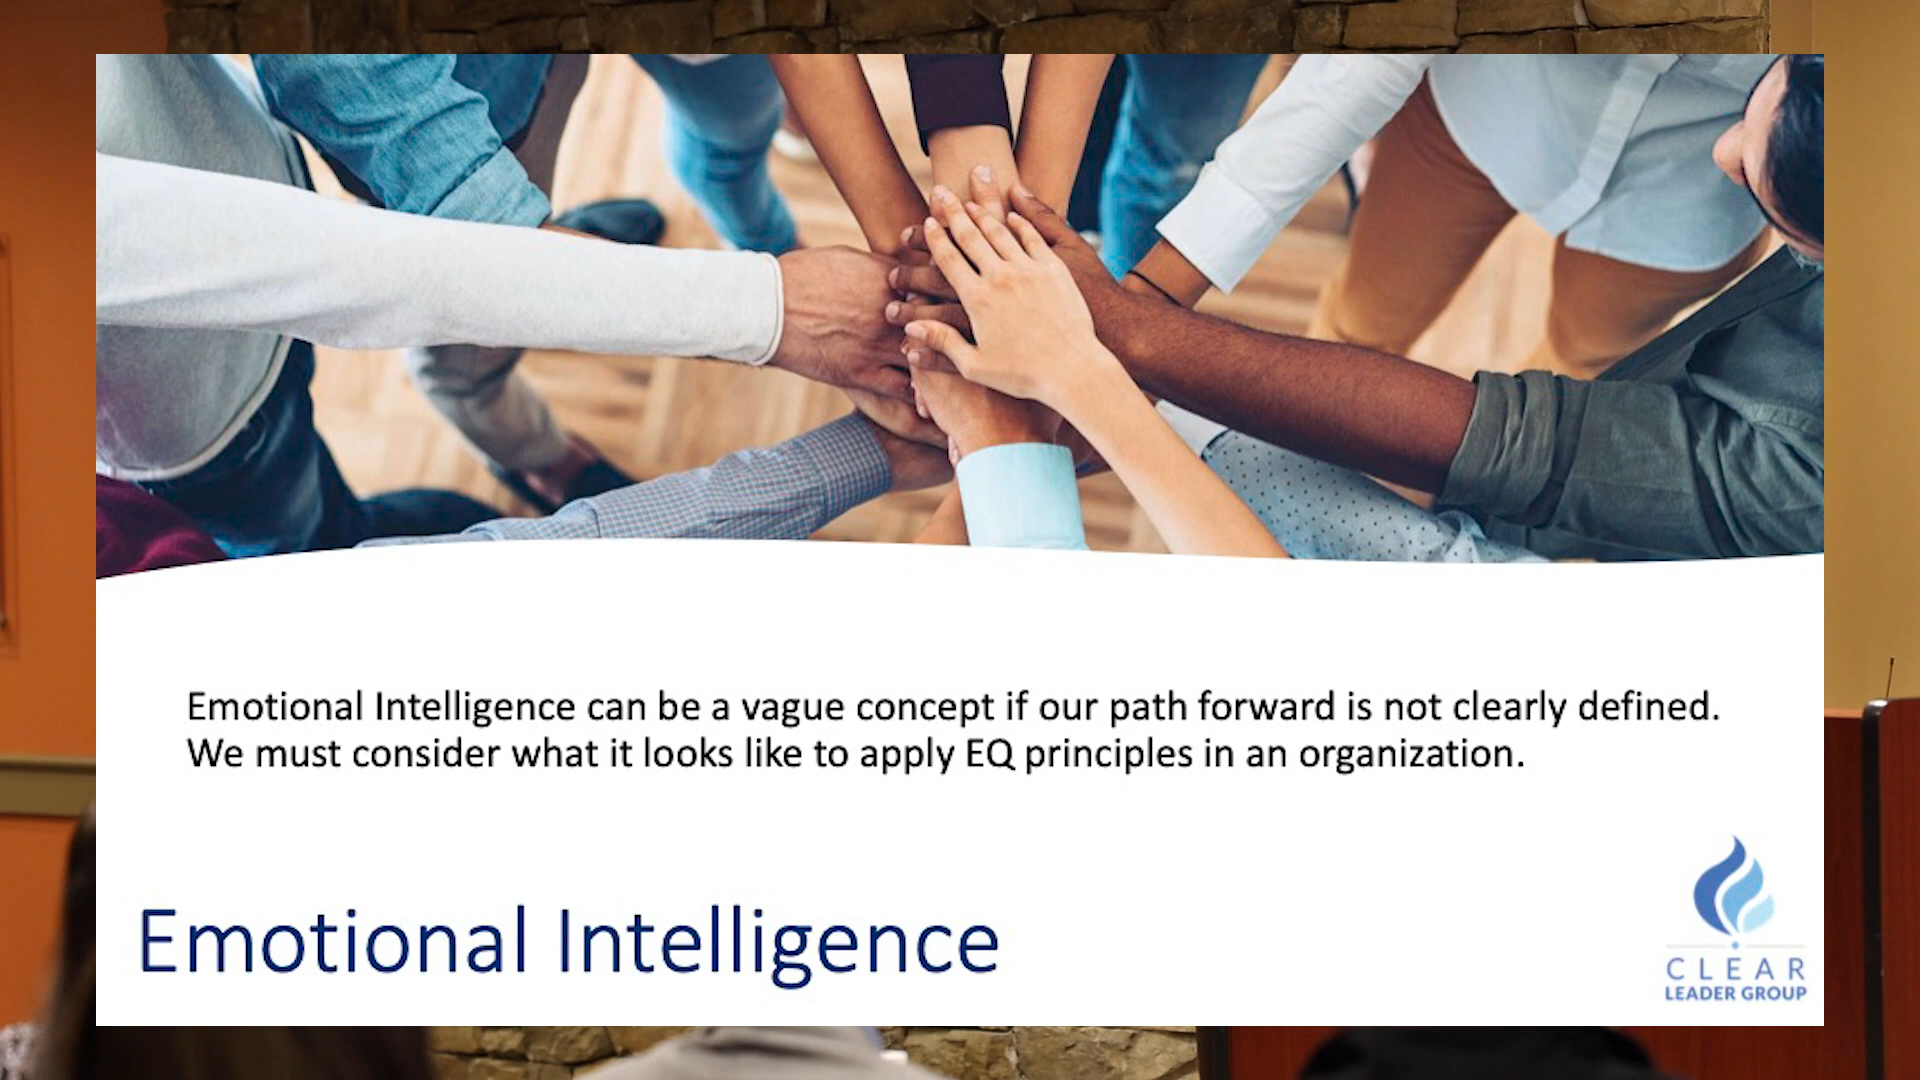 Emotional Intelligence can be a vague concept if our path forward is not clearly defined.
We must consider what it looks like to apply EQ principles in an organization.
Emotional Intelligence
CLEAR
LEADER GROUP